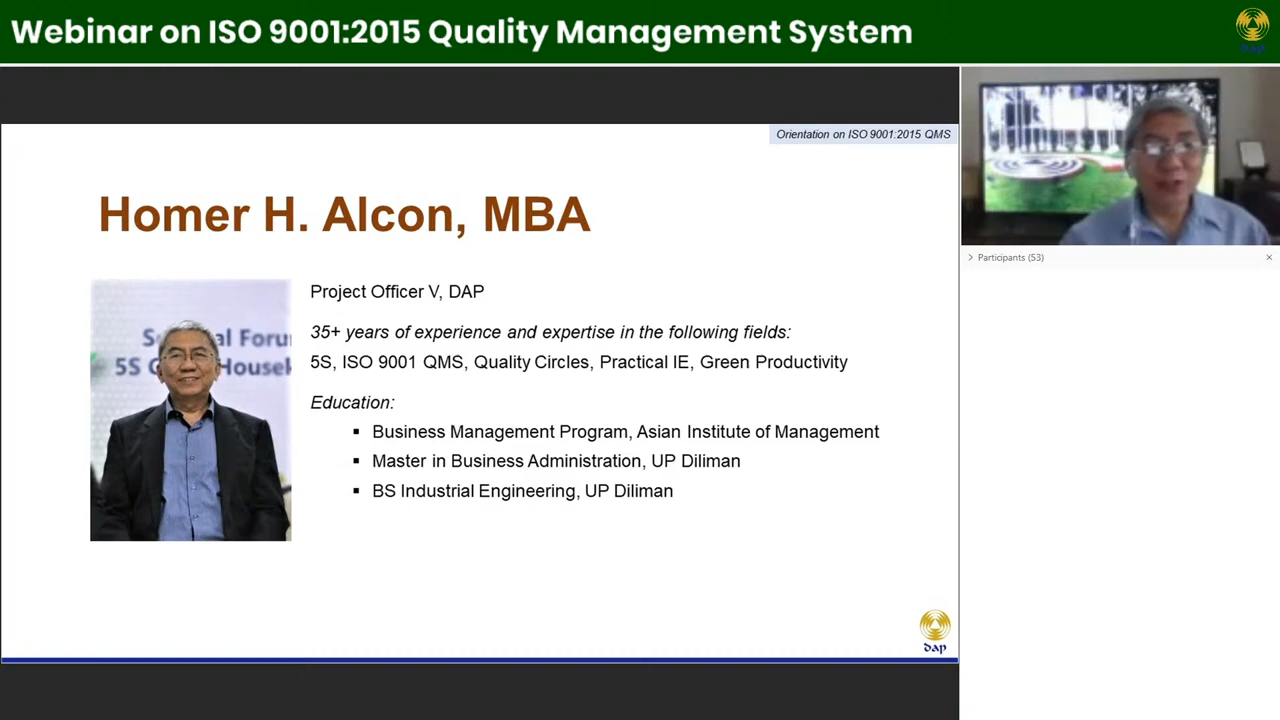 Webinar on ISO 9001:2015 Quality Management System
dap
Orientation on ISO 9001:2015 QMS
Homer H. Alcon, MBA
Project Officer V, DAP
35+ years of experience and expertise in the following fields:
5S, ISO 9001 QMS, Quality Circles, Practical IE, Green Productivity
Education:
▪ Business Management Program, Asian Institute of Management
▪ Master in Business Administration, UP Diliman
▪ BS Industrial Engineering, UP Diliman
5S
dap
Participants (53)